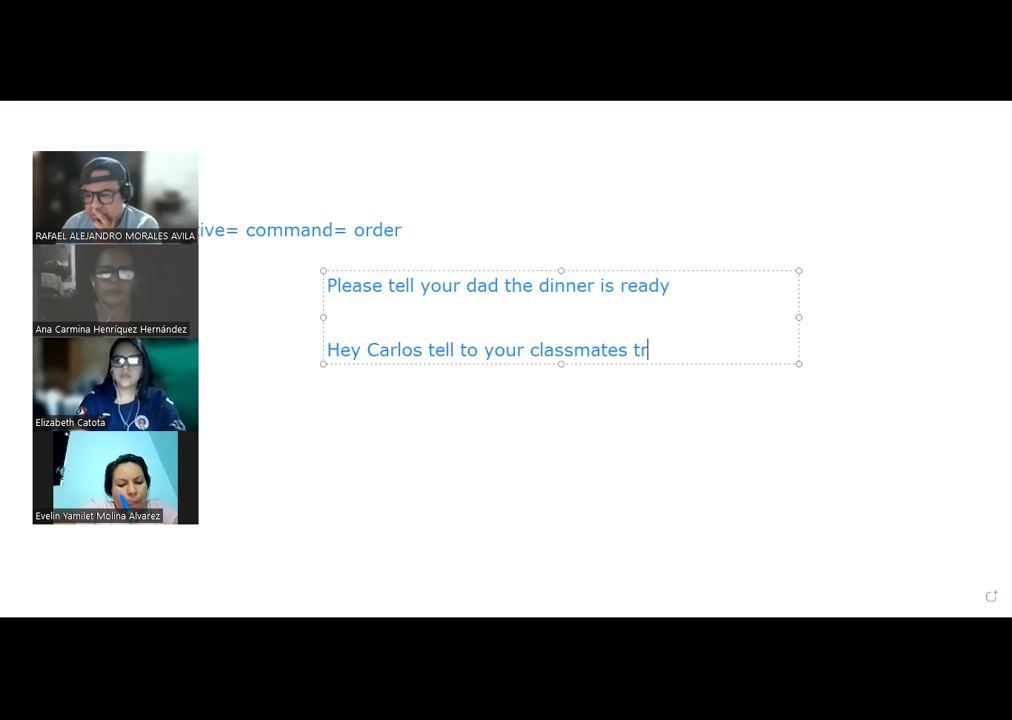 RAFAEL ALEJANDRO MORALES AVILA
tive= command= order
Please tell your dad the dinner is ready
Hey Carlos tell to your classmates tr
Ana Carmina Henríquez Hernández
Elizabeth Catota
Evelin Yamilet Molina Alvarez